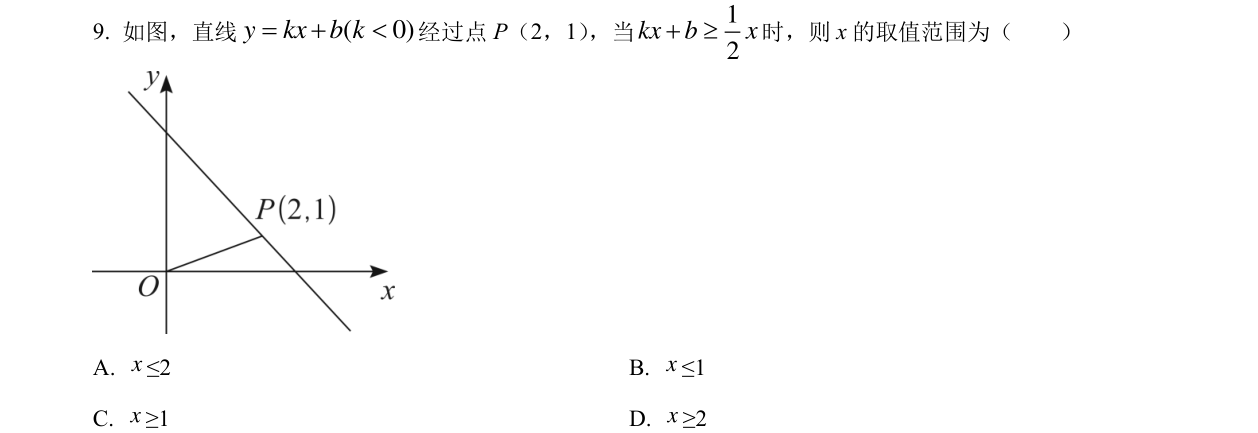 9. 如图，直线 y = kx + b(k < 0) 经过点 P（2，1），当 kx + b ≥ \frac{1}{2}x 时，则 x 的取值范围为（　　）
y
P(2,1)
O
x
A. x≤2 B. x≤1
C. x≥1 D. x≥2